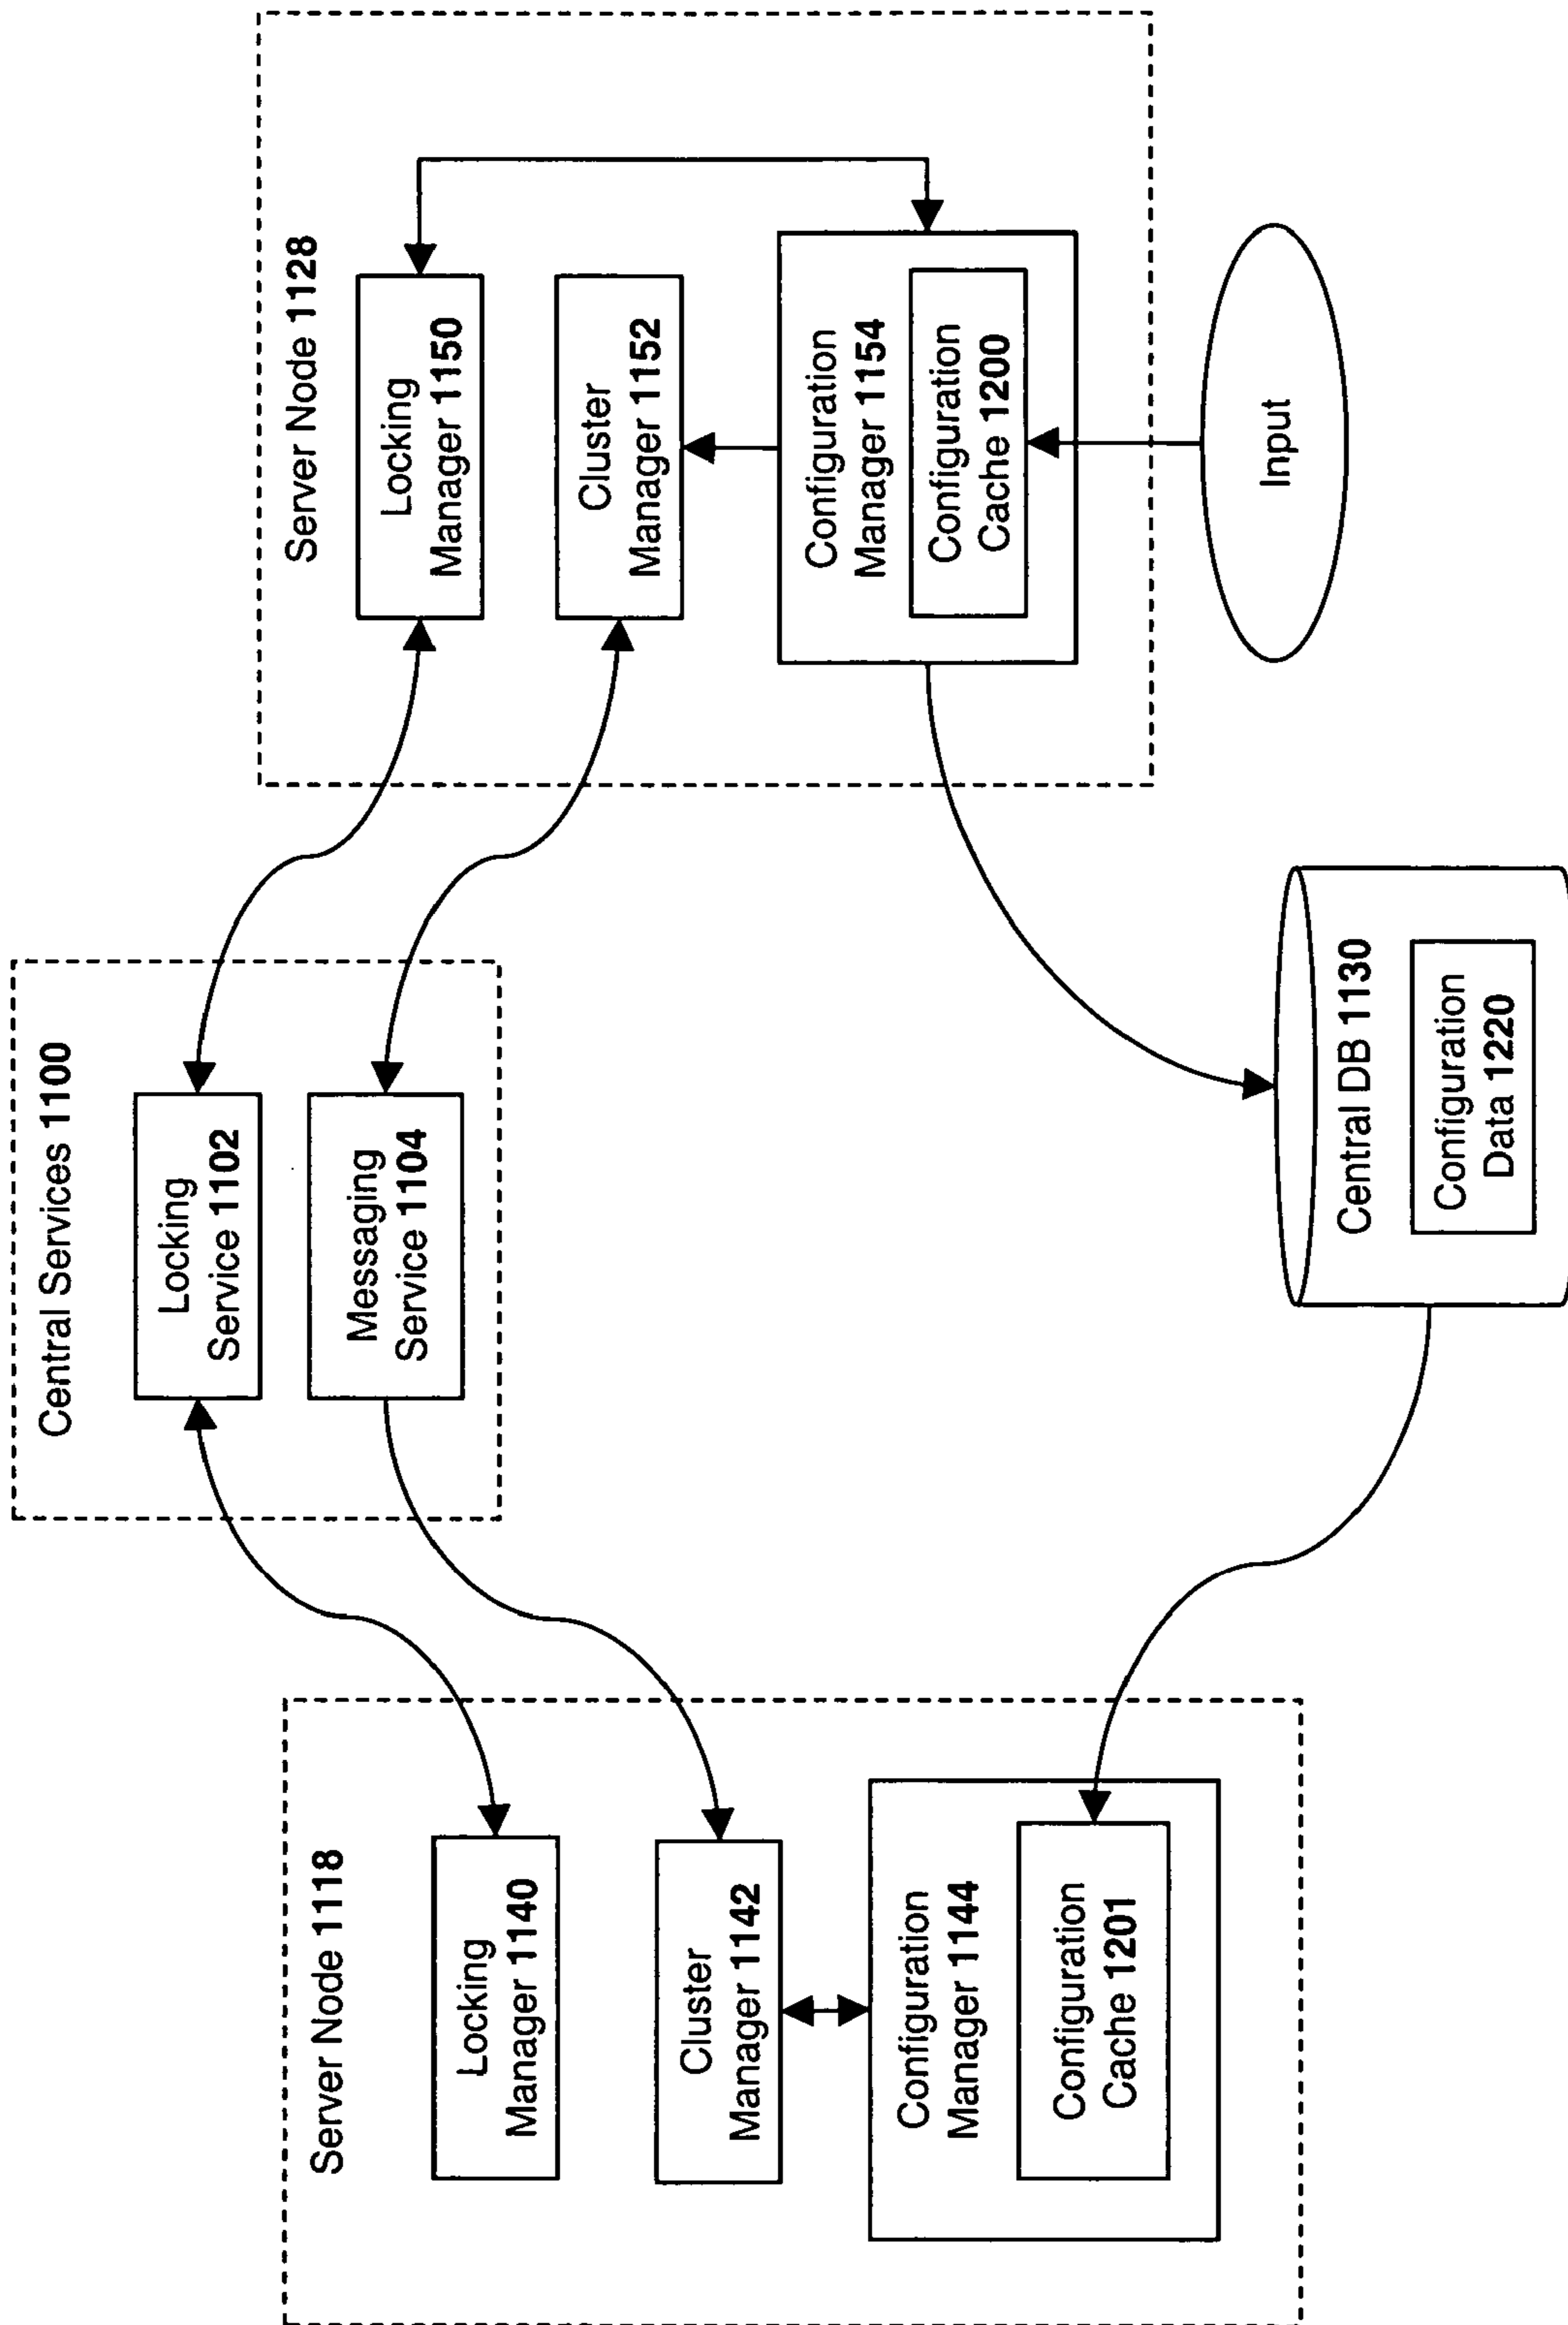 Central Services 1100
Locking
Service 1102
Messaging
Service 1104
Server Node 1118
Locking
Manager 1140
Cluster
Manager 1142
Configuration
Manager 1144
Configuration
Cache 1201
Server Node 1128
Locking
Manager 1150
Cluster
Manager 1152
Configuration
Manager 1154
Configuration
Cache 1200
Central DB 1130
Configuration
Data 1220
Input